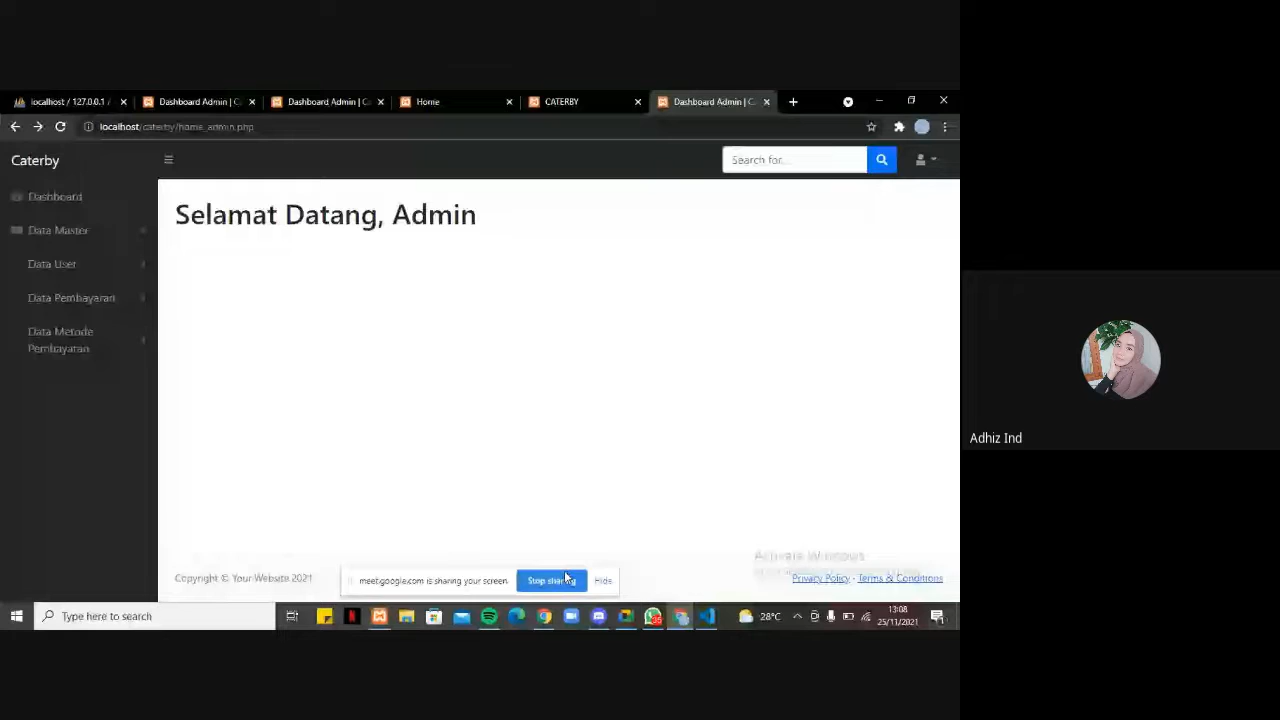 localhost / 127.0.0.1 /
Dashboard Admin | C
Dashboard Admin | C
Home
CATERBY
Dashboard Admin | C
localhost/caterby/home_admin.php
Caterby
Search for...
Dashboard
Data Master
Data User
Data Pembayaran
Data Metode
Pembayaran
Selamat Datang, Admin
Adhiz Ind
Activate Windows
Copyright © Your Website 2021
Privacy Policy · Terms & Conditions
meet.google.com is sharing your screen.
Stop sharing
Hide
Type here to search
28°C
13:08
25/11/2021